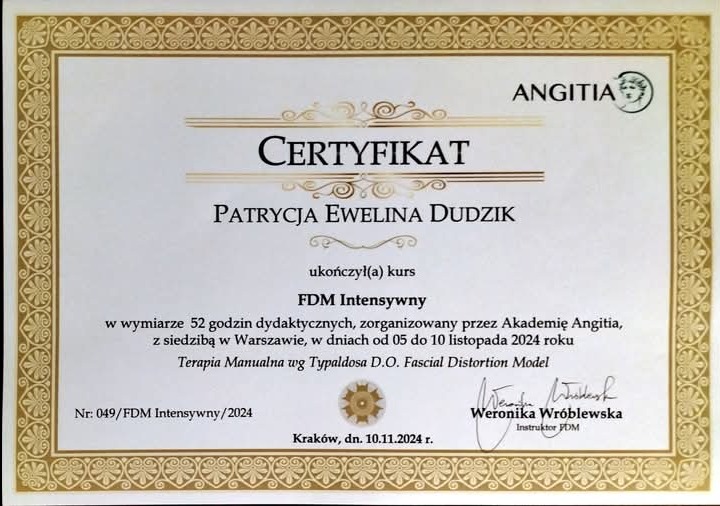 ANGITIA
CERTYFIKAT
PATRYCJA EWELINA DUDZIK
ukończył(a) kurs
FDM Intensywny
w wymiarze 52 godzin dydaktycznych, zorganizowany przez Akademię Angitia,
z siedzibą w Warszawie, w dniach od 05 do 10 listopada 2024 roku
Terapia Manualna wg Typaldosa D.O. Fascial Distortion Model
Nr: 049/FDM Intensywny/2024
Weronika Wróblewska
Weronika Wróblewska
Instruktor FDM
Kraków, dn. 10.11.2024 r.